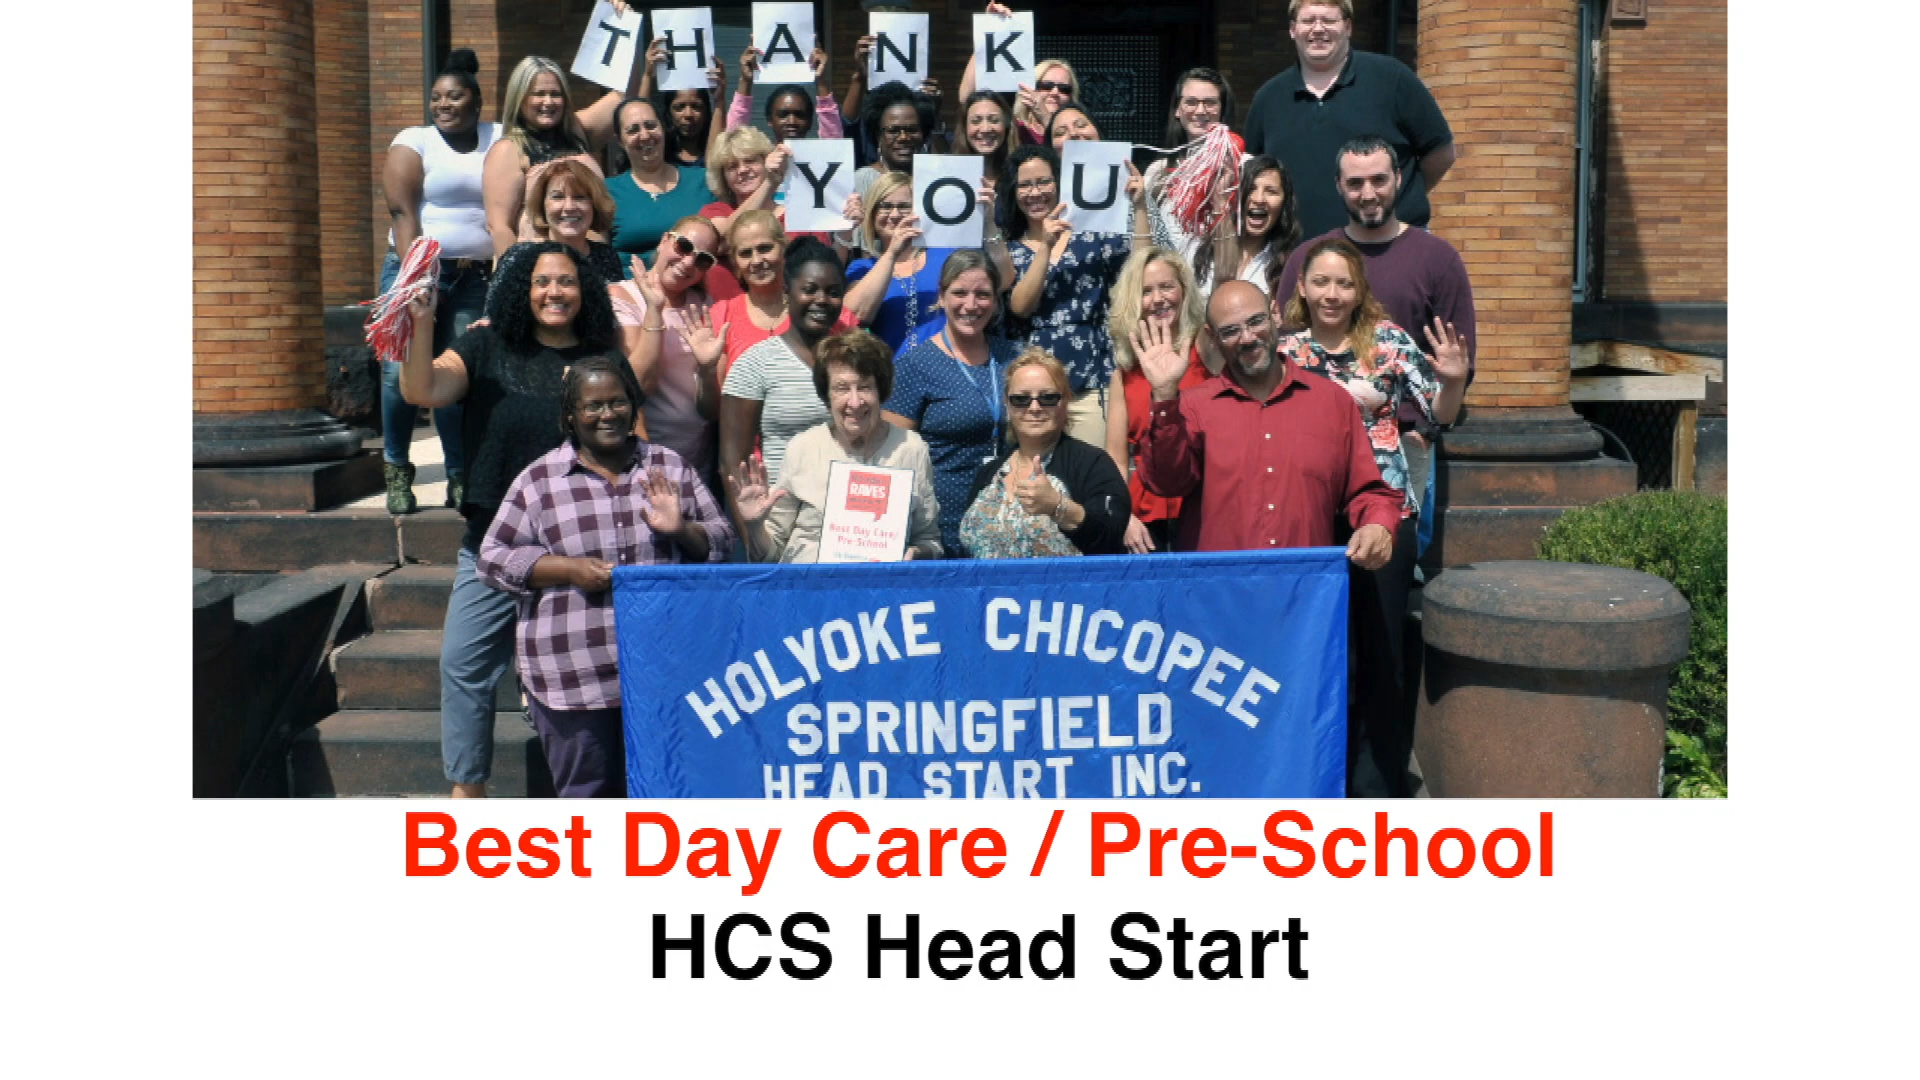 THANK
YOU
RAVES
Best Day Care/
Pre-School
HOLYOKE CHICOPEE
SPRINGFIELD
HEAD START INC.
Best Day Care / Pre-School
HCS Head Start